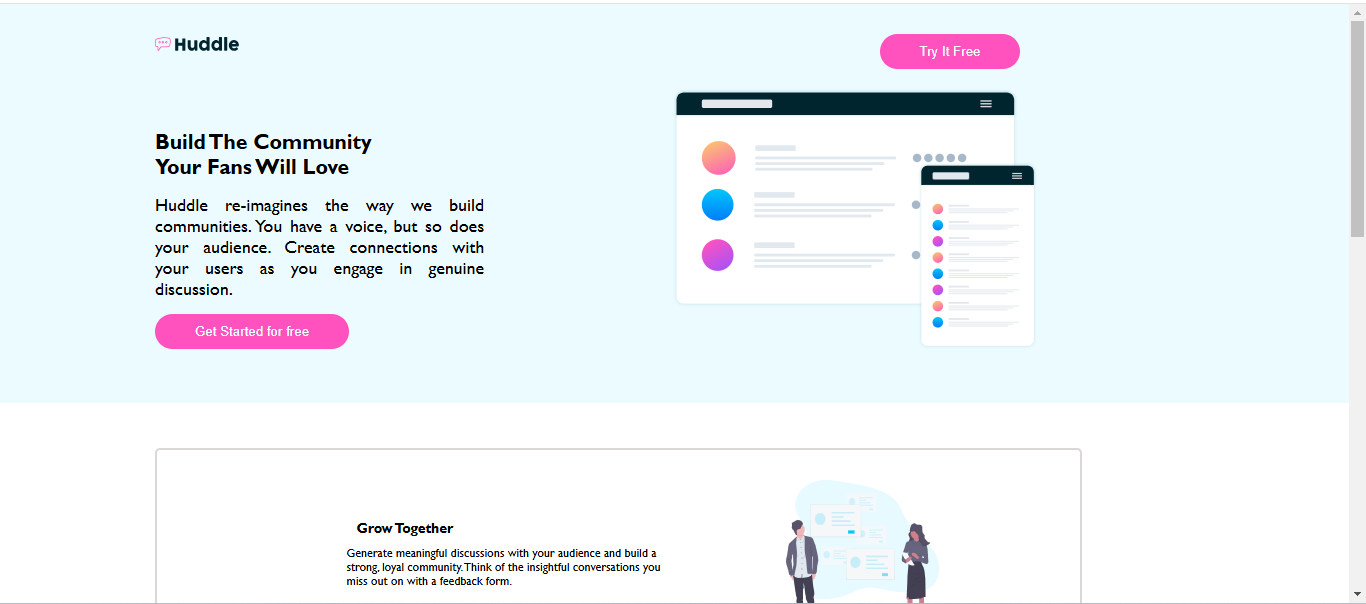 Huddle
Try It Free
Build The Community
Your Fans Will Love
Huddle re-imagines the way we build
communities. You have a voice, but so does
your audience. Create connections with
your users as you engage in genuine
discussion.
Get Started for free
Grow Together
Generate meaningful discussions with your audience and build a
strong, loyal community. Think of the insightful conversations you
miss out on with a feedback form.